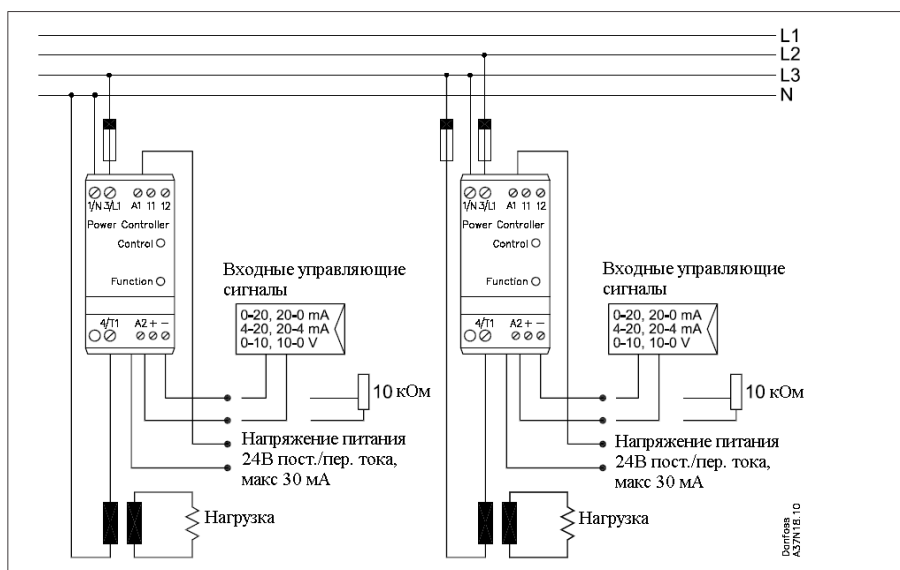 L1
L2
L3
N
1/N 3/L1 A1 11 12
Power Controller
Control
Function
4/T1 A2 + −
Входные управляющие
сигналы
0-20, 20-0 mA
4-20, 20-4 mA
0-10, 10-0 V
10 кОм
Напряжение питания
24В пост./пер. тока,
макс 30 мА
Нагрузка
1/N 3/L1 A1 11 12
Power Controller
Control
Function
4/T1 A2 + −
Входные управляющие
сигналы
0-20, 20-0 mA
4-20, 20-4 mA
0-10, 10-0 V
10 кОм
Напряжение питания
24В пост./пер. тока,
макс 30 мА
Нагрузка
Danfoss
A37N18.10